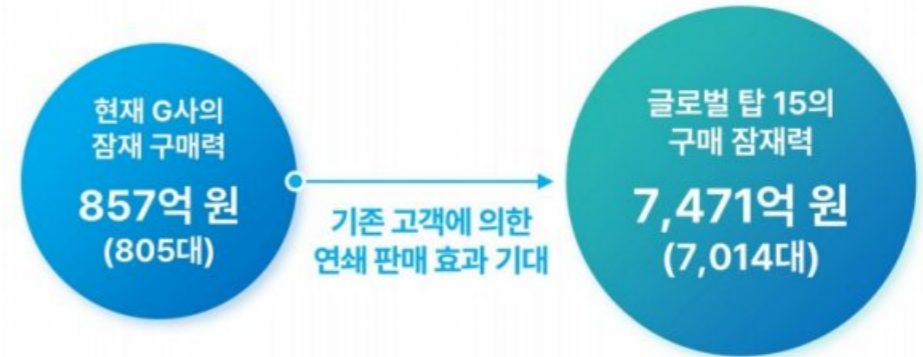 현재 G사의
잠재 구매력
857억 원
(805대)
기존 고객에 의한
연쇄 판매 효과 기대
글로벌 탑 15의
구매 잠재력
7,471억 원
(7,014대)